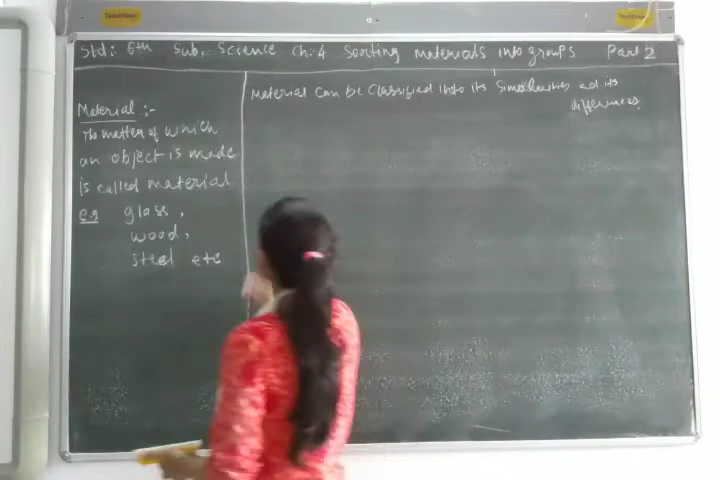 Std: 6th Sub, Science Ch:-4 Sorting materials into groups Part 2
Material :-
The matter of which
an object is made
is called material
eg glass,
wood,
steel etc
Material can be Classified into its Similarities ad its
differences.